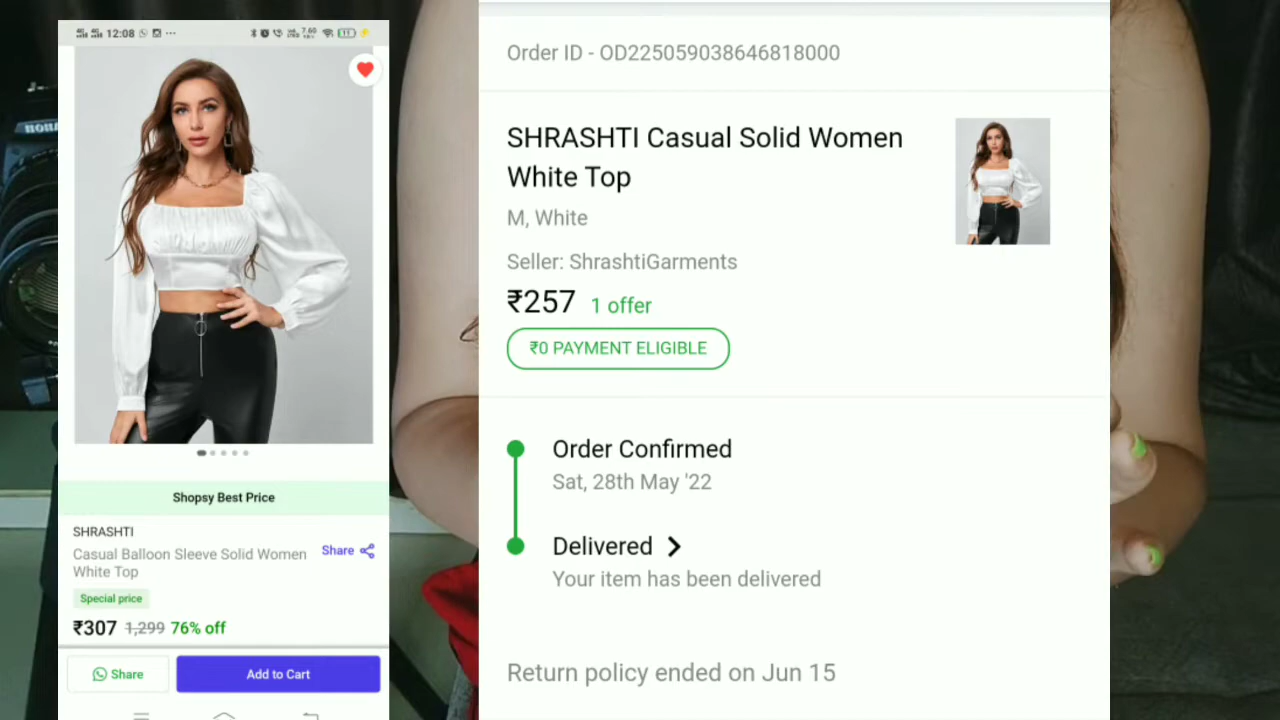 12:08
7.60
11
Shopsy Best Price
SHRASHTI
Casual Balloon Sleeve Solid Women
White Top
Share
Special price
₹307 1,299 76% off
Share
Add to Cart
Order ID - OD225059038646818000
SHRASHTI Casual Solid Women
White Top
M, White
Seller: ShrashtiGarments
₹257 1 offer
₹0 PAYMENT ELIGIBLE
Order Confirmed
Sat, 28th May '22
Delivered
Your item has been delivered
Return policy ended on Jun 15